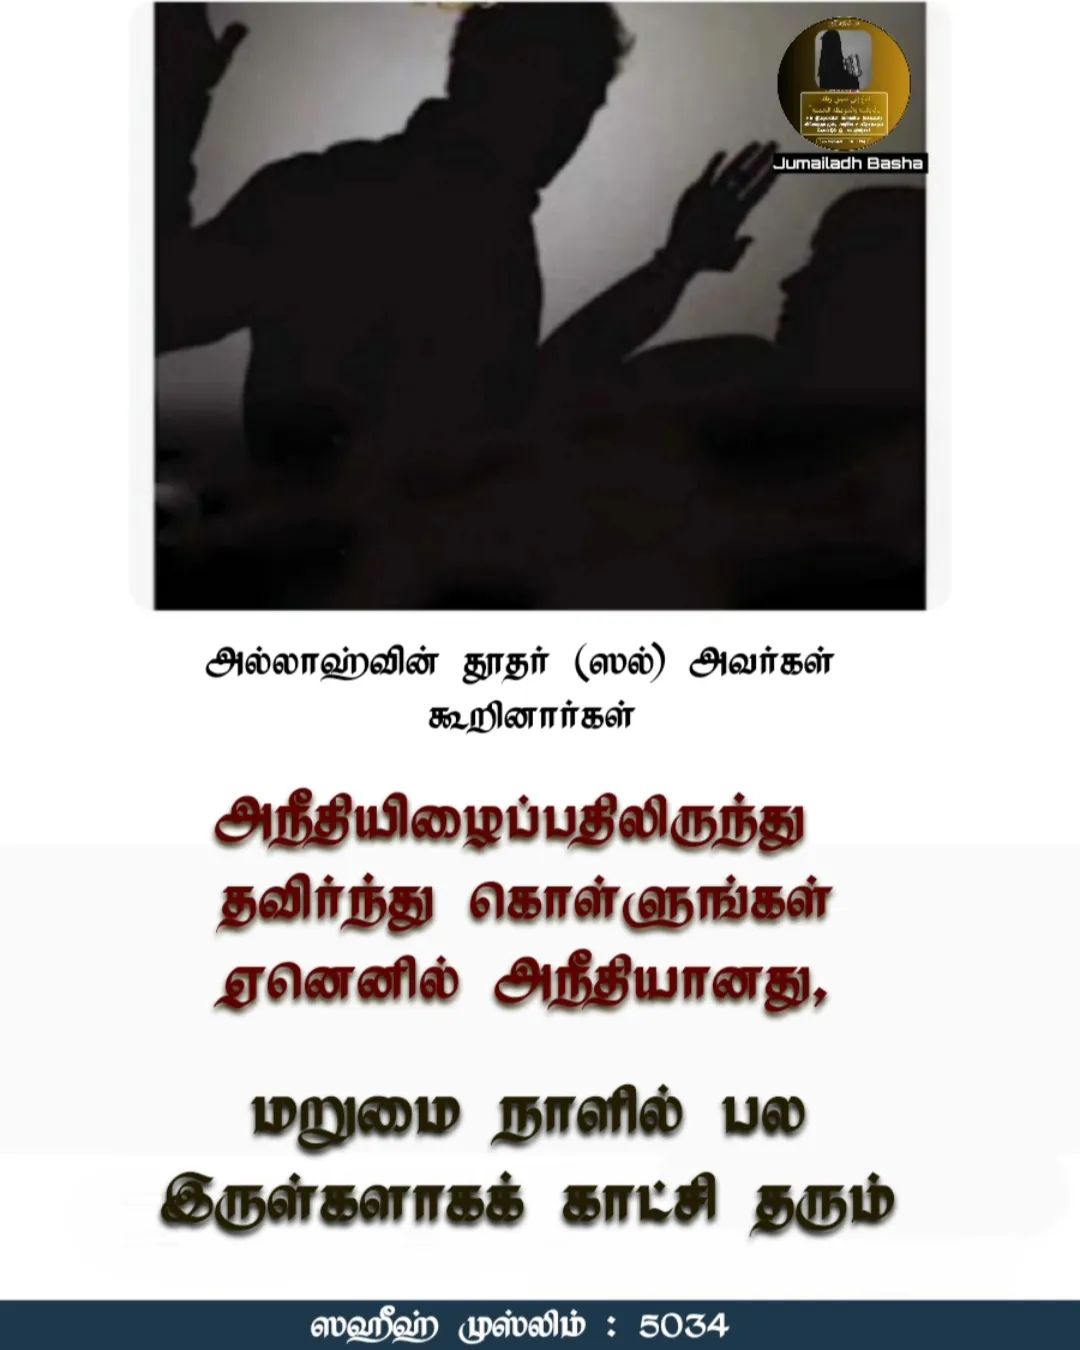 Jumailadh Basha
அல்லாஹ்வின் தூதர் (ஸல்) அவர்கள்
கூறினார்கள்
அநீதியிழைப்பதிலிருந்து
தவிர்ந்து கொள்ளுங்கள்
ஏனெனில் அநீதியானது,
மறுமை நாளில் பல
இருள்களாகக் காட்சி தரும்
ஸஹீஹ் முஸ்லிம் : 5034